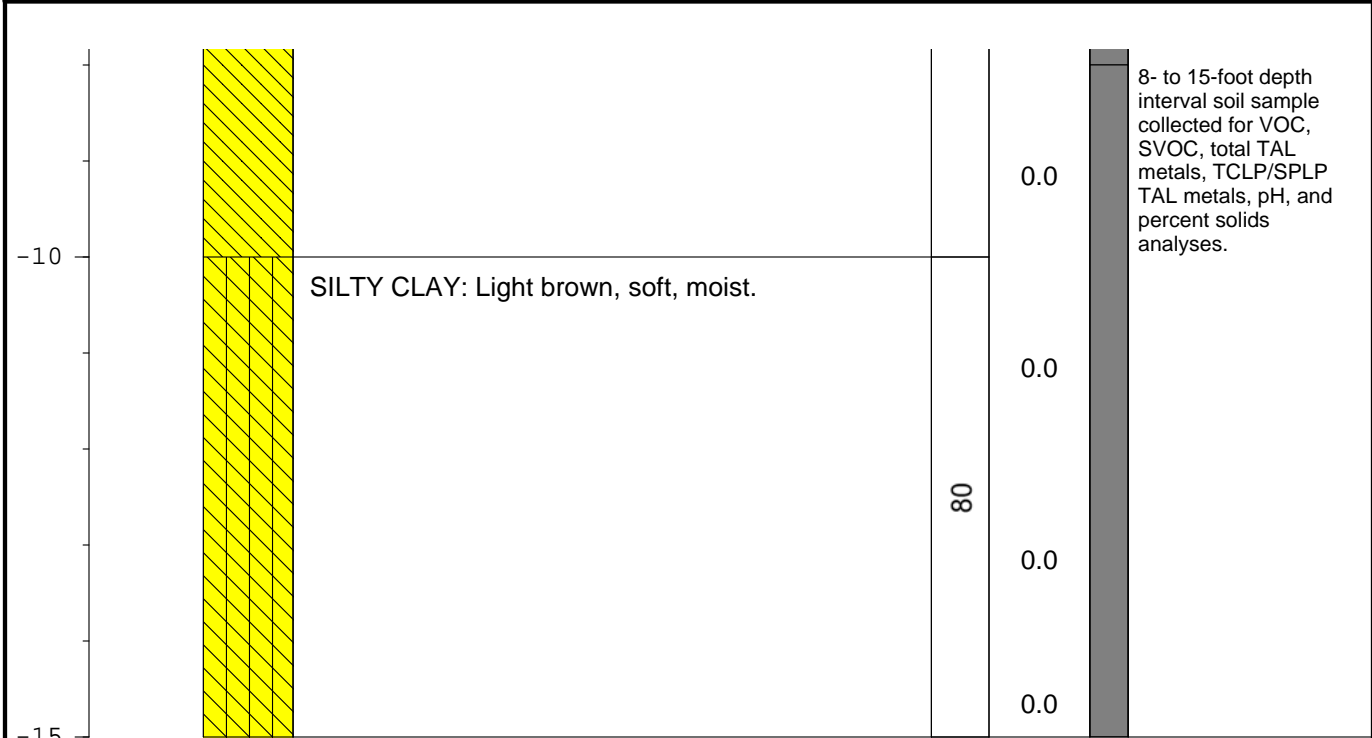 8- to 15-foot depth
interval soil sample
collected for VOC,
SVOC, total TAL
metals, TCLP/SPLP
TAL metals, pH, and
percent solids
analyses.
0.0
-10
SILTY CLAY: Light brown, soft, moist.
0.0
80
0.0
0.0
-15